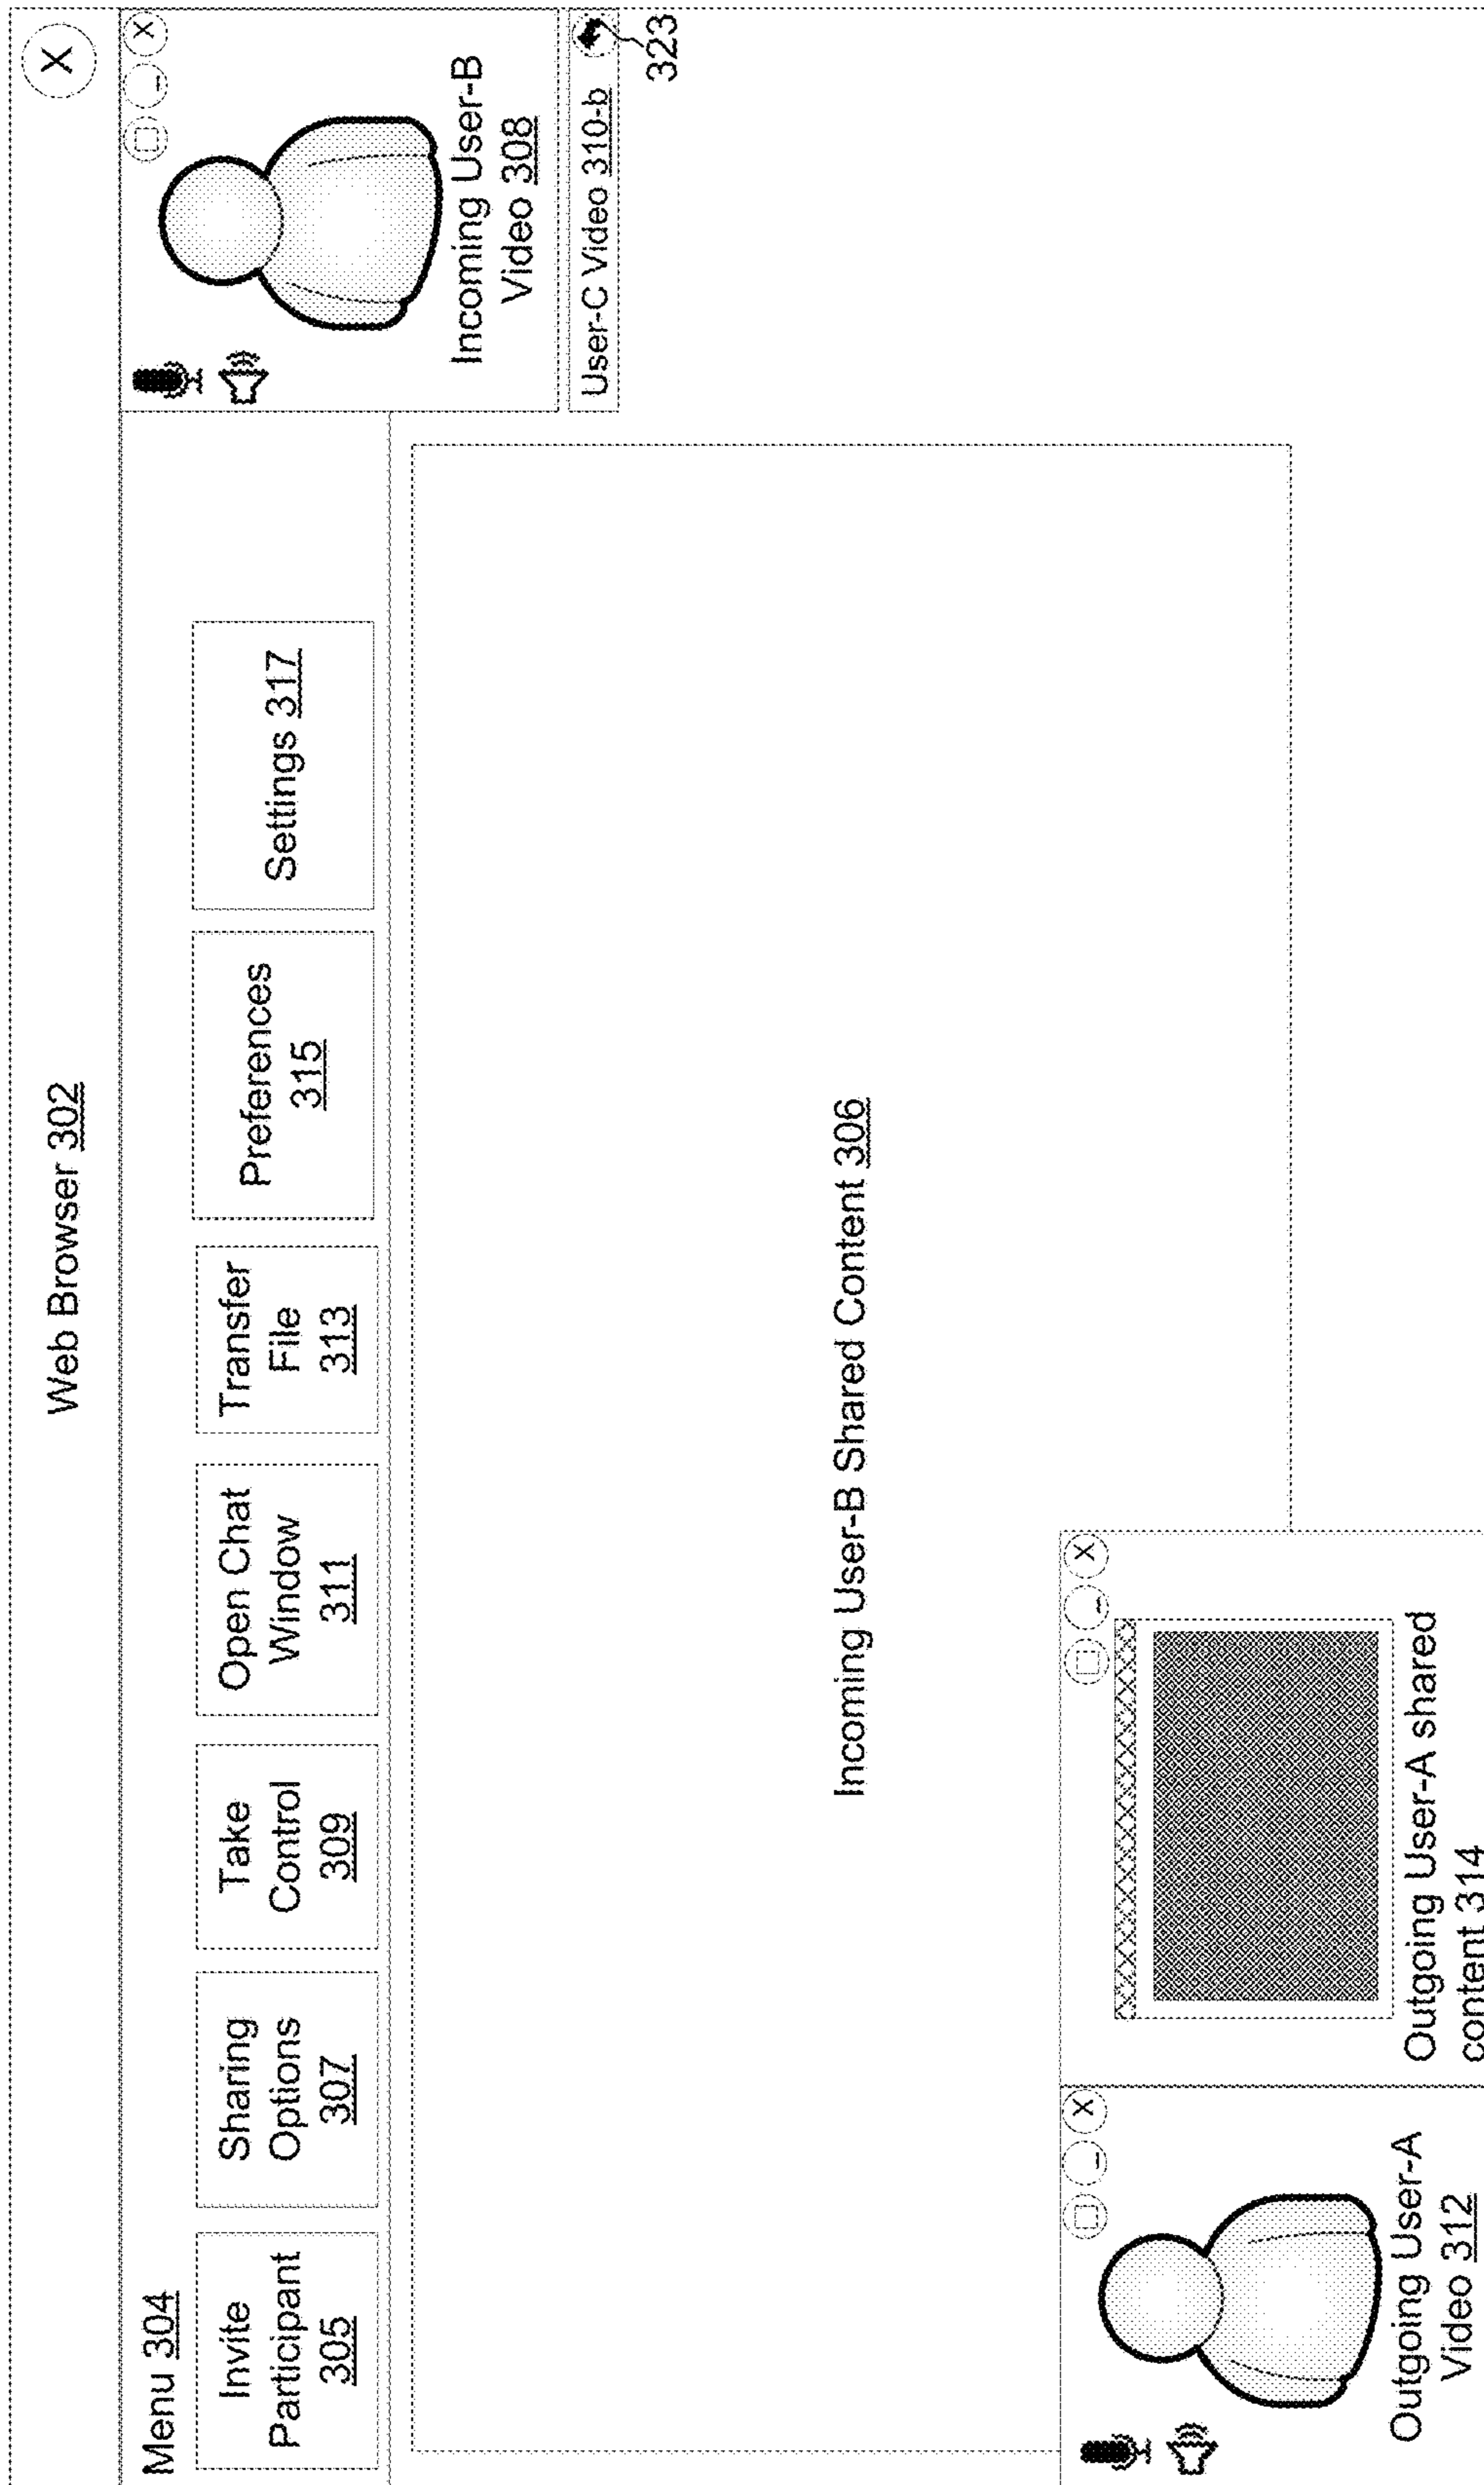 Web Browser 302
X
Menu 304
Invite
Participant
305
Sharing
Options
307
Take
Control
309
Open Chat
Window
311
Transfer
File
313
Preferences
315
Settings 317
X
Incoming User-B
Video 308
User-C Video 310-b
323
Incoming User-B Shared Content 306
X
Outgoing User-A
Video 312
X
Outgoing User-A shared
content 314